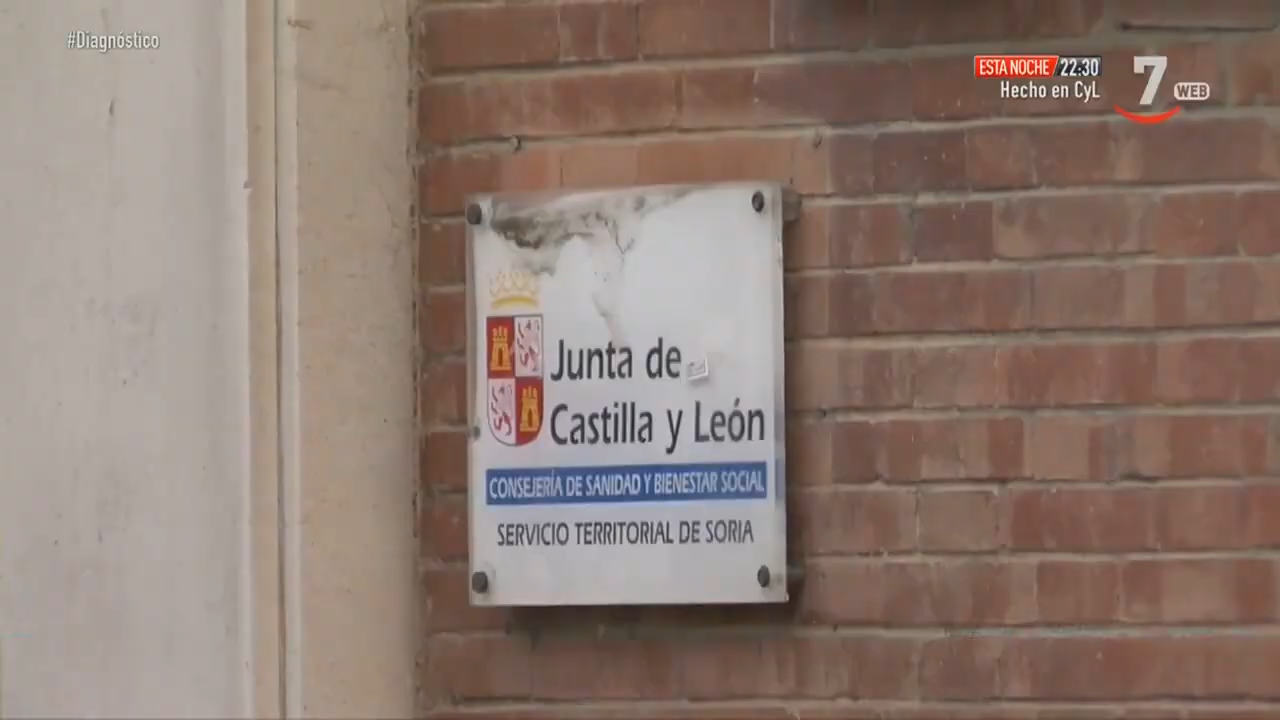 #Diagnóstico
ESTA NOCHE 22:30
Hecho en CyL
7 WEB
Junta de
Castilla y León
CONSEJERÍA DE SANIDAD Y BIENESTAR SOCIAL
SERVICIO TERRITORIAL DE SORIA